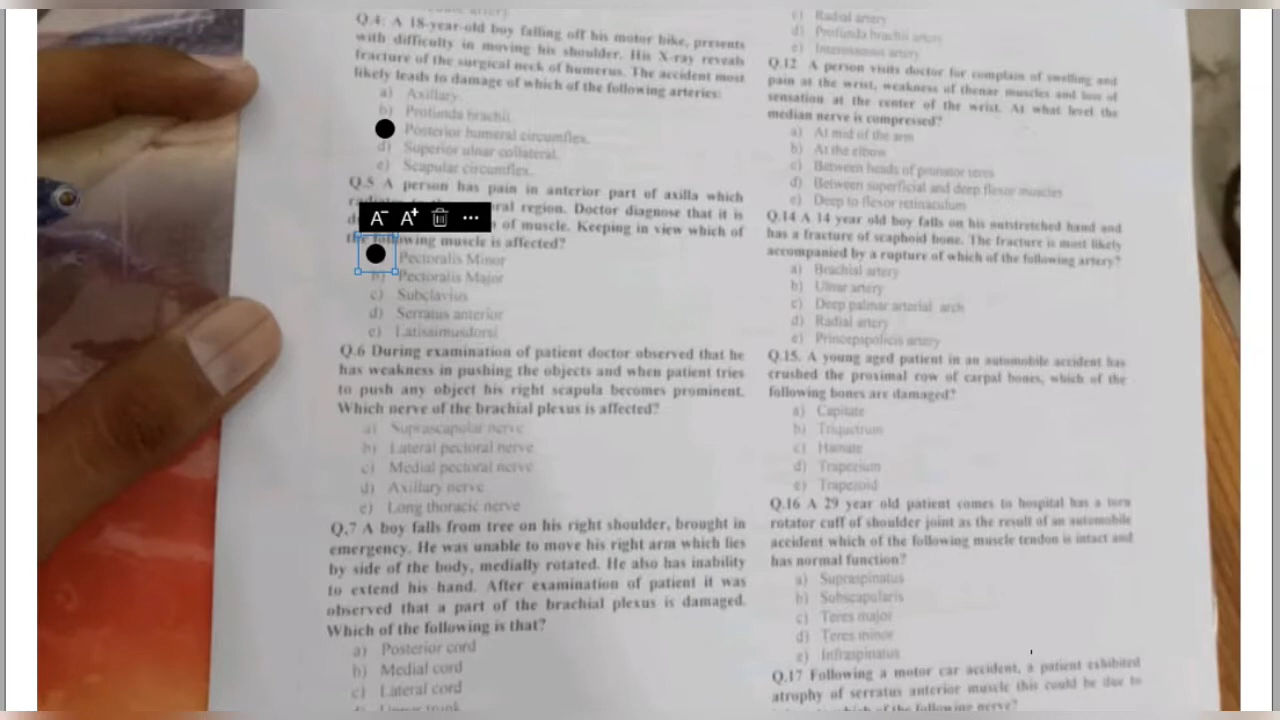 Q.4: A 18-year-old boy falling off his motor bike, presents
with difficulty in moving his shoulder. His X-ray reveals
fracture of the surgical neck of humerus. The accident most
likely leads to damage of which of the following arteries:
a) Axillary
b) Profunda brachii
Posterior humeral circumflex.
d) Superior ulnar collateral.
e) Scapular circumflex.
Q.5 A person has pain in anterior part of axilla which
ral region. Doctor diagnose that it is
of muscle. Keeping in view which of
the following muscle is affected?
Pectoralis Minor
b) Pectoralis Major
c) Subclavius
d) Serratus anterior
e) Latissimusdorsi
Q.6 During examination of patient doctor observed that he
has weakness in pushing the objects and when patient tries
to push any object his right scapula becomes prominent.
Which nerve of the brachial plexus is affected?
a) Suprascapular nerve
b) Lateral pectoral nerve
c) Medial pectoral nerve
d) Axillary nerve
e) Long thoracic nerve
Q.7 A boy falls from tree on his right shoulder, brought in
emergency. He was unable to move his right arm which lies
by side of the body, medially rotated. He also has inability
to extend his hand. After examination of patient it was
observed that a part of the brachial plexus is damaged.
Which of the following is that?
a) Posterior cord
b) Medial cord
c) Lateral cord
A- A+ ...
c) Radial artery
d) Profunda brachii artery
e) Interosseous artery
Q.12 A person visits doctor for complain of swelling and
pain at the wrist, weakness of thenar muscles and loss of
sensation at the center of the wrist. At what level the
median nerve is compressed?
a) At mid of the arm
b) At the elbow
c) Between heads of pronator teres
d) Between superficial and deep flexor muscles
e) Deep to flexor retinaculum
Q.14 A 14 year old boy falls on his outstretched hand and
has a fracture of scaphoid bone. The fracture is most likely
accompanied by a rupture of which of the following artery?
a) Brachial artery
b) Ulnar artery
c) Deep palmar arterial arch
d) Radial artery
e) artery
Q.15. A young aged patient in an automobile accident has
crushed the proximal row of carpal bones, which of the
following bones are damaged?
a) Capitate
b) Triquetrum
c) Hamate
d) Trapezium
e) Trapezoid
Q.16 A 29 year old patient comes to hospital has a torn
rotator cuff of shoulder joint as the result of an automobile
accident which of the following muscle tendon is intact and
has normal function?
a) Supraspinatus
b) Subscapularis
c) Teres major
d) Teres minor
e) Infraspinatus
Q.17 Following a motor car accident, a patient exhibited
atrophy of serratus anterior muscle this could be due to
which of the following nerve?